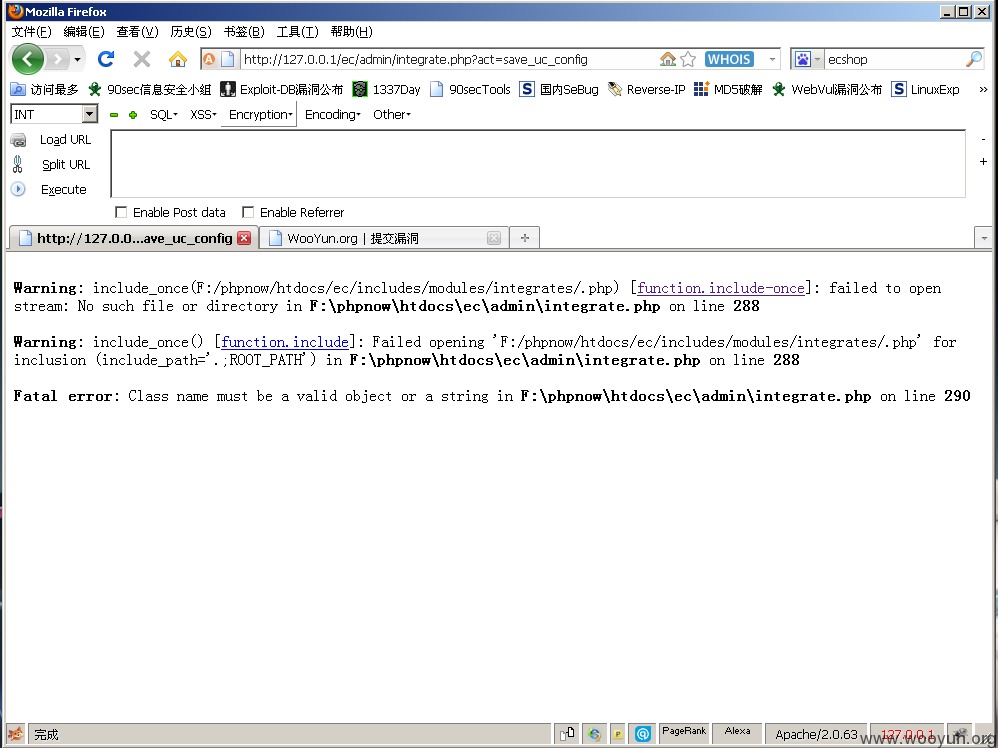 Mozilla Firefox
文件(F) 编辑(E) 查看(V) 历史(S) 书签(B) 工具(T) 帮助(H)
http://127.0.0.1/ec/admin/integrate.php?act=save_uc_config WHOIS ecshop
访问最多 90sec信息安全小组 Exploit-DB漏洞公布 1337Day 90secTools 国内SeBug Reverse-IP MD5破解 WebVul漏洞公布 LinuxExp »
INT SQL XSS Encryption Encoding Other
Load URL
Split URL
Execute
Enable Post data Enable Referrer
http://127.0.0...ave_uc_config WooYun.org | 提交漏洞
Warning: include_once(F:/phpnow/htdocs/ec/includes/modules/integrates/.php) [function.include-once]: failed to open
stream: No such file or directory in F:\phpnow\htdocs\ec\admin\integrate.php on line 288
Warning: include_once() [function.include]: Failed opening 'F:/phpnow/htdocs/ec/includes/modules/integrates/.php' for
inclusion (include_path='.;ROOT_PATH') in F:\phpnow\htdocs\ec\admin\integrate.php on line 288
Fatal error: Class name must be a valid object or a string in F:\phpnow\htdocs\ec\admin\integrate.php on line 290
完成 PageRank Alexa Apache/2.0.63 127.0.0.1
www.wooyun.org